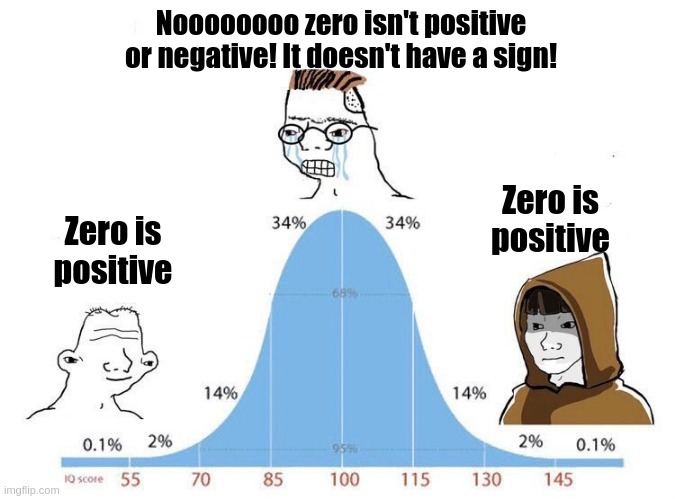 Noooooooo zero isn't positive
or negative! It doesn't have a sign!
Zero is
positive
Zero is
positive
34% 34%
68%
14% 14%
0.1% 2% 95% 2% 0.1%
IQ score 55 70 85 100 115 130 145
imgflip.com